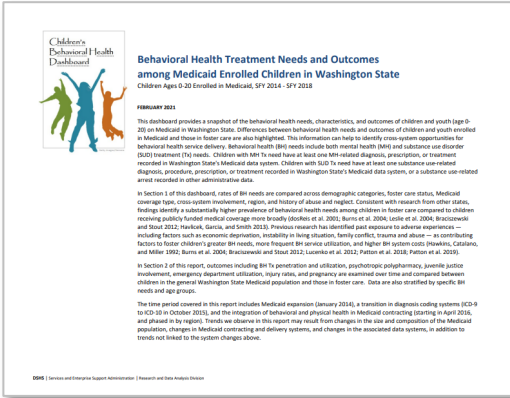 Children's
Behavioral Health
Dashboard
Behavioral Health Treatment Needs and Outcomes
among Medicaid Enrolled Children in Washington State
Children Ages 0-20 Enrolled in Medicaid, SFY 2014 - SFY 2018
FEBRUARY 2021
This dashboard provides a snapshot of the behavioral health needs, characteristics, and outcomes of children and youth (age 0-
20) on Medicaid in Washington State. Differences between behavioral health needs and outcomes of children and youth enrolled
in Medicaid and those in foster care are also highlighted. This information can help to identify cross-system opportunities for
behavioral health service delivery. Behavioral health (BH) needs include both mental health (MH) and substance use disorder
(SUD) treatment (Tx) needs. Children with MH Tx need have at least one MH-related diagnosis, prescription, or treatment
recorded in Washington State's Medicaid data system. Children with SUD Tx need have at least one substance use-related
diagnosis, procedure, prescription, or treatment recorded in Washington State's Medicaid data system, or a substance use-related
arrest recorded in other administrative data.
In Section 1 of this dashboard, rates of BH needs are compared across demographic categories, foster care status, Medicaid
coverage type, cross-system involvement, region, and history of abuse and neglect. Consistent with research from other states,
findings identify a substantially higher prevalence of behavioral health needs among children in foster care compared to children
receiving publicly funded medical coverage more broadly (dosReis et al. 2001; Burns et al. 2004; Leslie et al. 2004; Braciszewski
and Stout 2012; Havlicek, Garcia, and Smith 2013). Previous research has identified past exposure to adverse experiences —
including factors such as economic deprivation, instability in living situation, family conflict, trauma and abuse — as contributing
factors to foster children's greater BH needs, more frequent BH service utilization, and higher BH system costs (Hawkins, Catalano,
and Miller 1992; Burns et al. 2004; Braciszewski and Stout 2012; Lucenko et al. 2012; Patton et al. 2018; Patton et al. 2019).
In Section 2 of this report, outcomes including BH Tx penetration and utilization, psychotropic polypharmacy, juvenile justice
involvement, emergency department utilization, injury rates, and pregnancy are examined over time and compared between
children in the general Washington State Medicaid population and those in foster care. Data are also stratified by specific BH
needs and age groups.
The time period covered in this report includes Medicaid expansion (January 2014), a transition in diagnosis coding systems (ICD-9
to ICD-10 in October 2015), and the integration of behavioral and physical health in Medicaid contracting (starting in April 2016,
and phased in by region). Trends we observe in this report may result from changes in the size and composition of the Medicaid
population, changes in Medicaid contracting and delivery systems, and changes in the associated data systems, in addition to
trends not linked to the system changes above.
DSHS | Services and Enterprise Support Administration | Research and Data Analysis Division